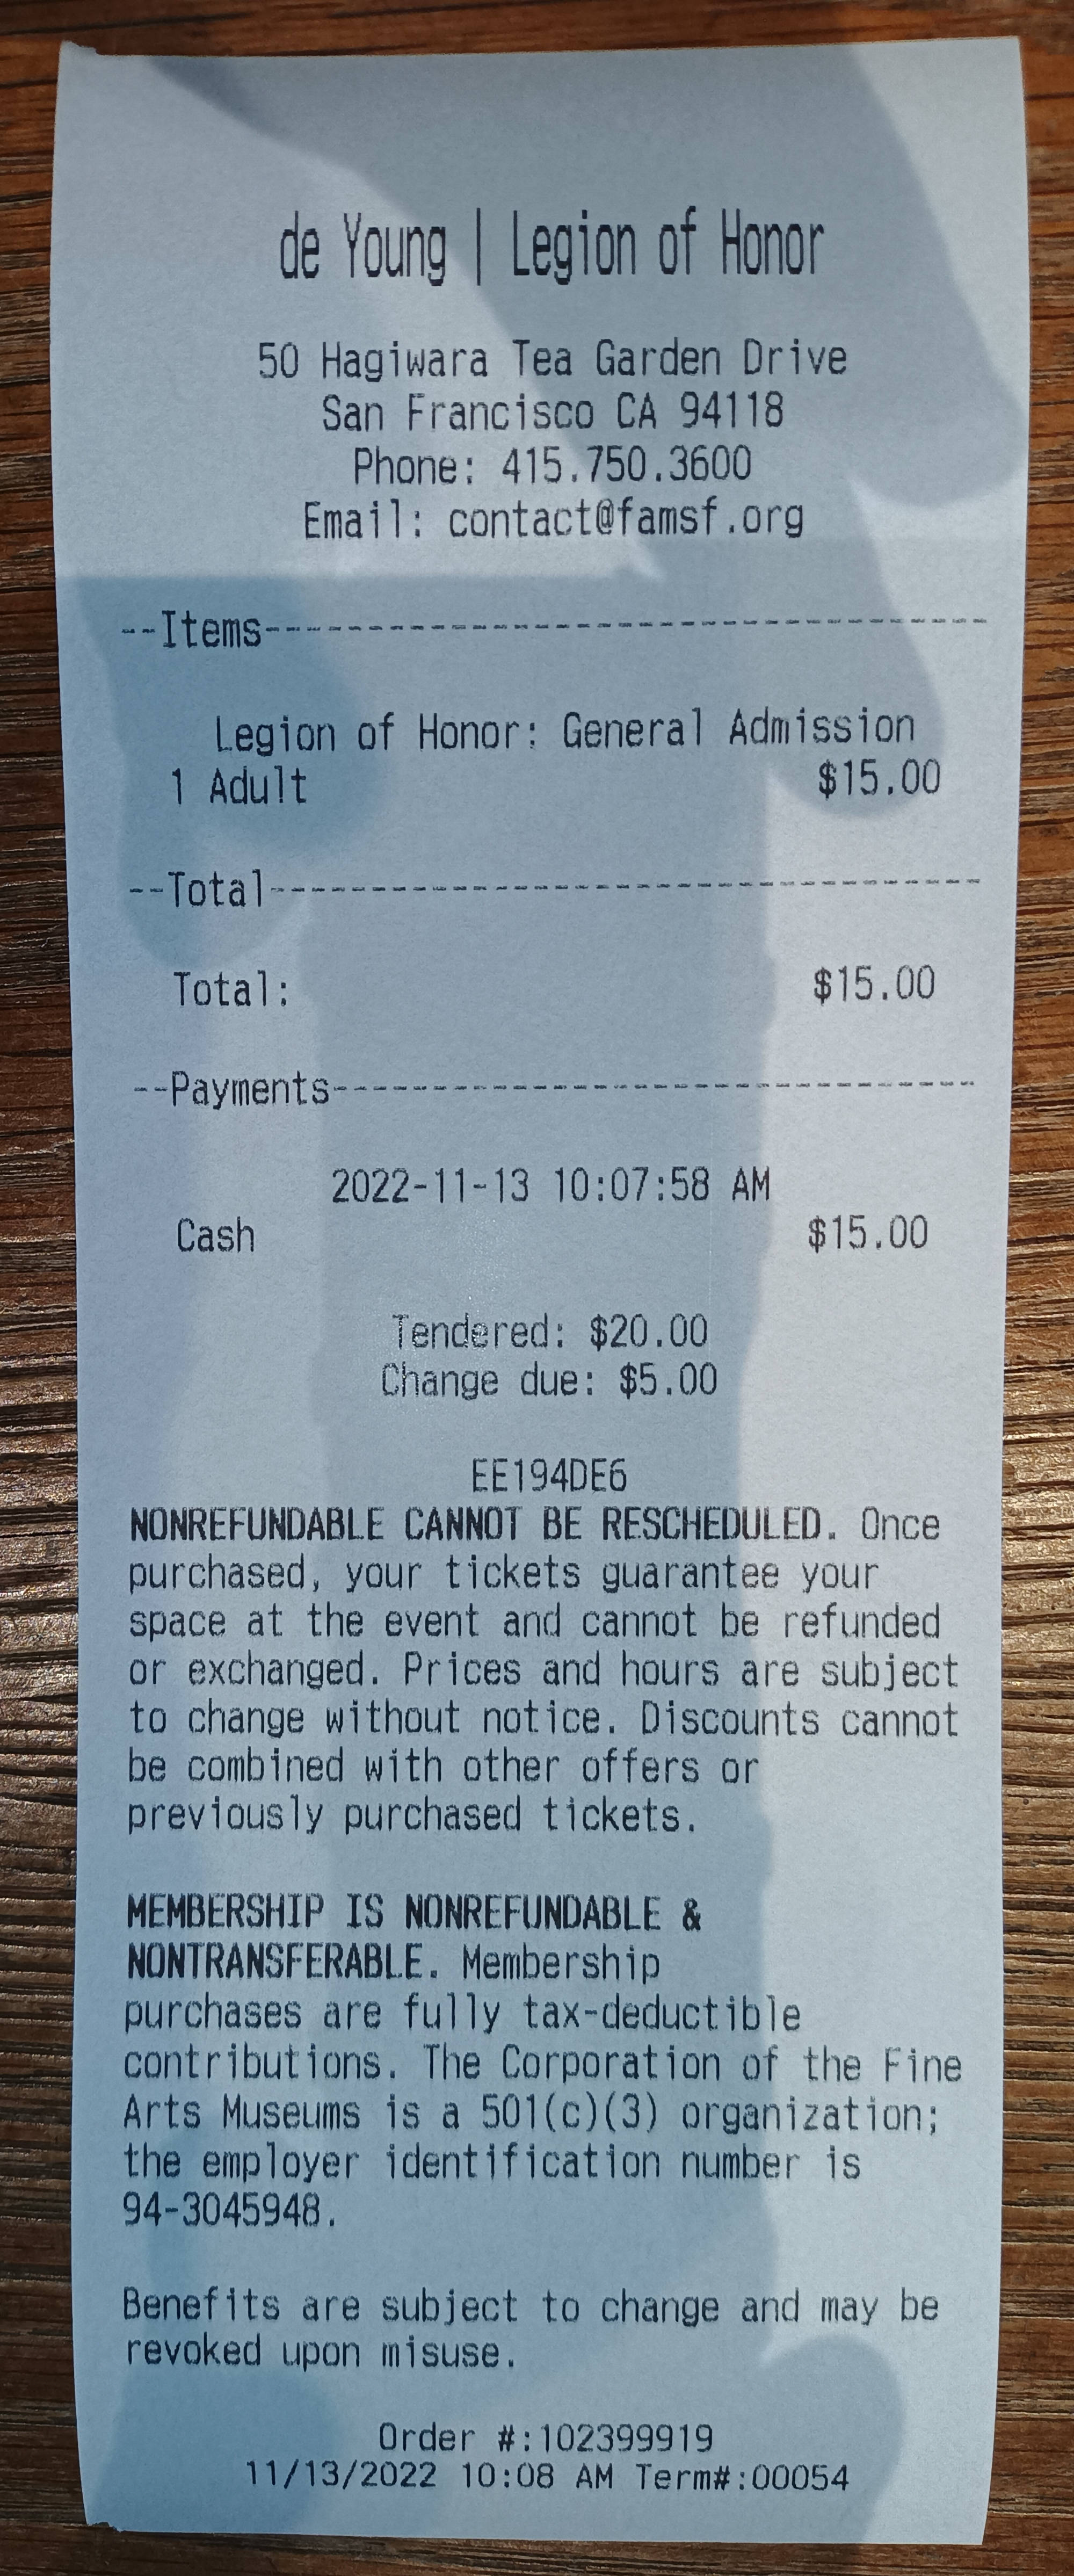 de Young | Legion of Honor
50 Hagiwara Tea Garden Drive
San Francisco CA 94118
Phone: 415.750.3600
Email: contact@famsf.org
--Items-----------------------------------
Legion of Honor: General Admission
1 Adult $15.00
--Total-----------------------------------
Total: $15.00
--Payments--------------------------------
2022-11-13 10:07:58 AM
Cash $15.00
Tendered: $20.00
Change due: $5.00
EE194DE6
NONREFUNDABLE CANNOT BE RESCHEDULED. Once
purchased, your tickets guarantee your
space at the event and cannot be refunded
or exchanged. Prices and hours are subject
to change without notice. Discounts cannot
be combined with other offers or
previously purchased tickets.
MEMBERSHIP IS NONREFUNDABLE &
NONTRANSFERABLE. Membership
purchases are fully tax-deductible
contributions. The Corporation of the Fine
Arts Museums is a 501(c)(3) organization;
the employer identification number is
94-3045948.
Benefits are subject to change and may be
revoked upon misuse.
Order #:102399919
11/13/2022 10:08 AM Term#:00054